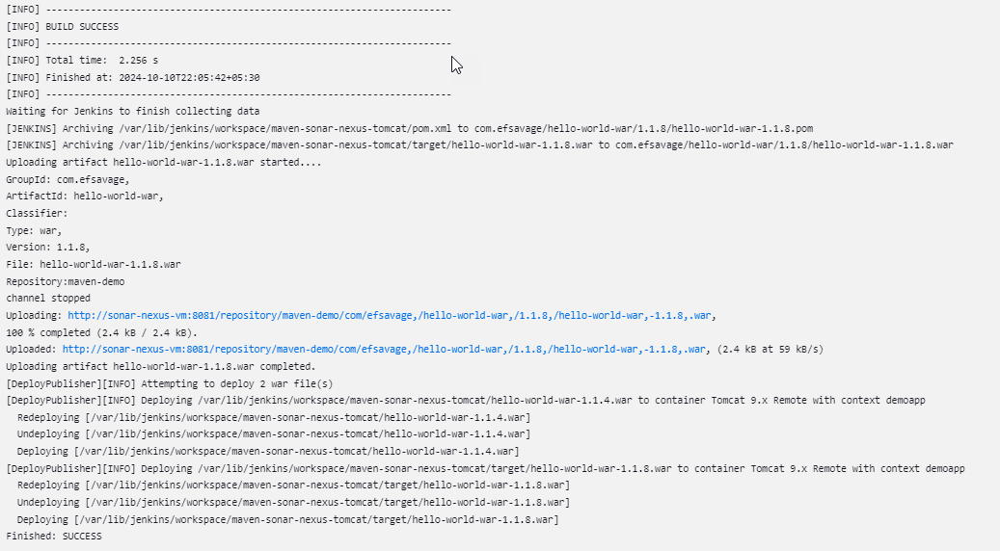 [INFO] ------------------------------------------------------------------------
[INFO] BUILD SUCCESS
[INFO] ------------------------------------------------------------------------
[INFO] Total time:  2.256 s
[INFO] Finished at: 2024-10-10T22:05:42+05:30
[INFO] ------------------------------------------------------------------------
Waiting for Jenkins to finish collecting data
[JENKINS] Archiving /var/lib/jenkins/workspace/maven-sonar-nexus-tomcat/pom.xml to com.efsavage/hello-world-war/1.1.8/hello-world-war-1.1.8.pom
[JENKINS] Archiving /var/lib/jenkins/workspace/maven-sonar-nexus-tomcat/target/hello-world-war-1.1.8.war to com.efsavage/hello-world-war/1.1.8/hello-world-war-1.1.8.war
Uploading artifact hello-world-war-1.1.8.war started....
GroupId: com.efsavage,
ArtifactId: hello-world-war,
Classifier:
Type: war,
Version: 1.1.8,
File: hello-world-war-1.1.8.war
Repository:maven-demo
channel stopped
Uploading: http://sonar-nexus-vm:8081/repository/maven-demo/com/efsavage,/hello-world-war,/1.1.8,/hello-world-war,-1.1.8,.war,
100 % completed (2.4 kB / 2.4 kB).
Uploaded: http://sonar-nexus-vm:8081/repository/maven-demo/com/efsavage,/hello-world-war,/1.1.8,/hello-world-war,-1.1.8,.war, (2.4 kB at 59 kB/s)
Uploading artifact hello-world-war-1.1.8.war completed.
[DeployPublisher][INFO] Attempting to deploy 2 war file(s)
[DeployPublisher][INFO] Deploying /var/lib/jenkins/workspace/maven-sonar-nexus-tomcat/hello-world-war-1.1.4.war to container Tomcat 9.x Remote with context demoapp
  Redeploying [/var/lib/jenkins/workspace/maven-sonar-nexus-tomcat/hello-world-war-1.1.4.war]
  Undeploying [/var/lib/jenkins/workspace/maven-sonar-nexus-tomcat/hello-world-war-1.1.4.war]
  Deploying [/var/lib/jenkins/workspace/maven-sonar-nexus-tomcat/hello-world-war-1.1.4.war]
[DeployPublisher][INFO] Deploying /var/lib/jenkins/workspace/maven-sonar-nexus-tomcat/target/hello-world-war-1.1.8.war to container Tomcat 9.x Remote with context demoapp
  Redeploying [/var/lib/jenkins/workspace/maven-sonar-nexus-tomcat/target/hello-world-war-1.1.8.war]
  Undeploying [/var/lib/jenkins/workspace/maven-sonar-nexus-tomcat/target/hello-world-war-1.1.8.war]
  Deploying [/var/lib/jenkins/workspace/maven-sonar-nexus-tomcat/target/hello-world-war-1.1.8.war]
Finished: SUCCESS